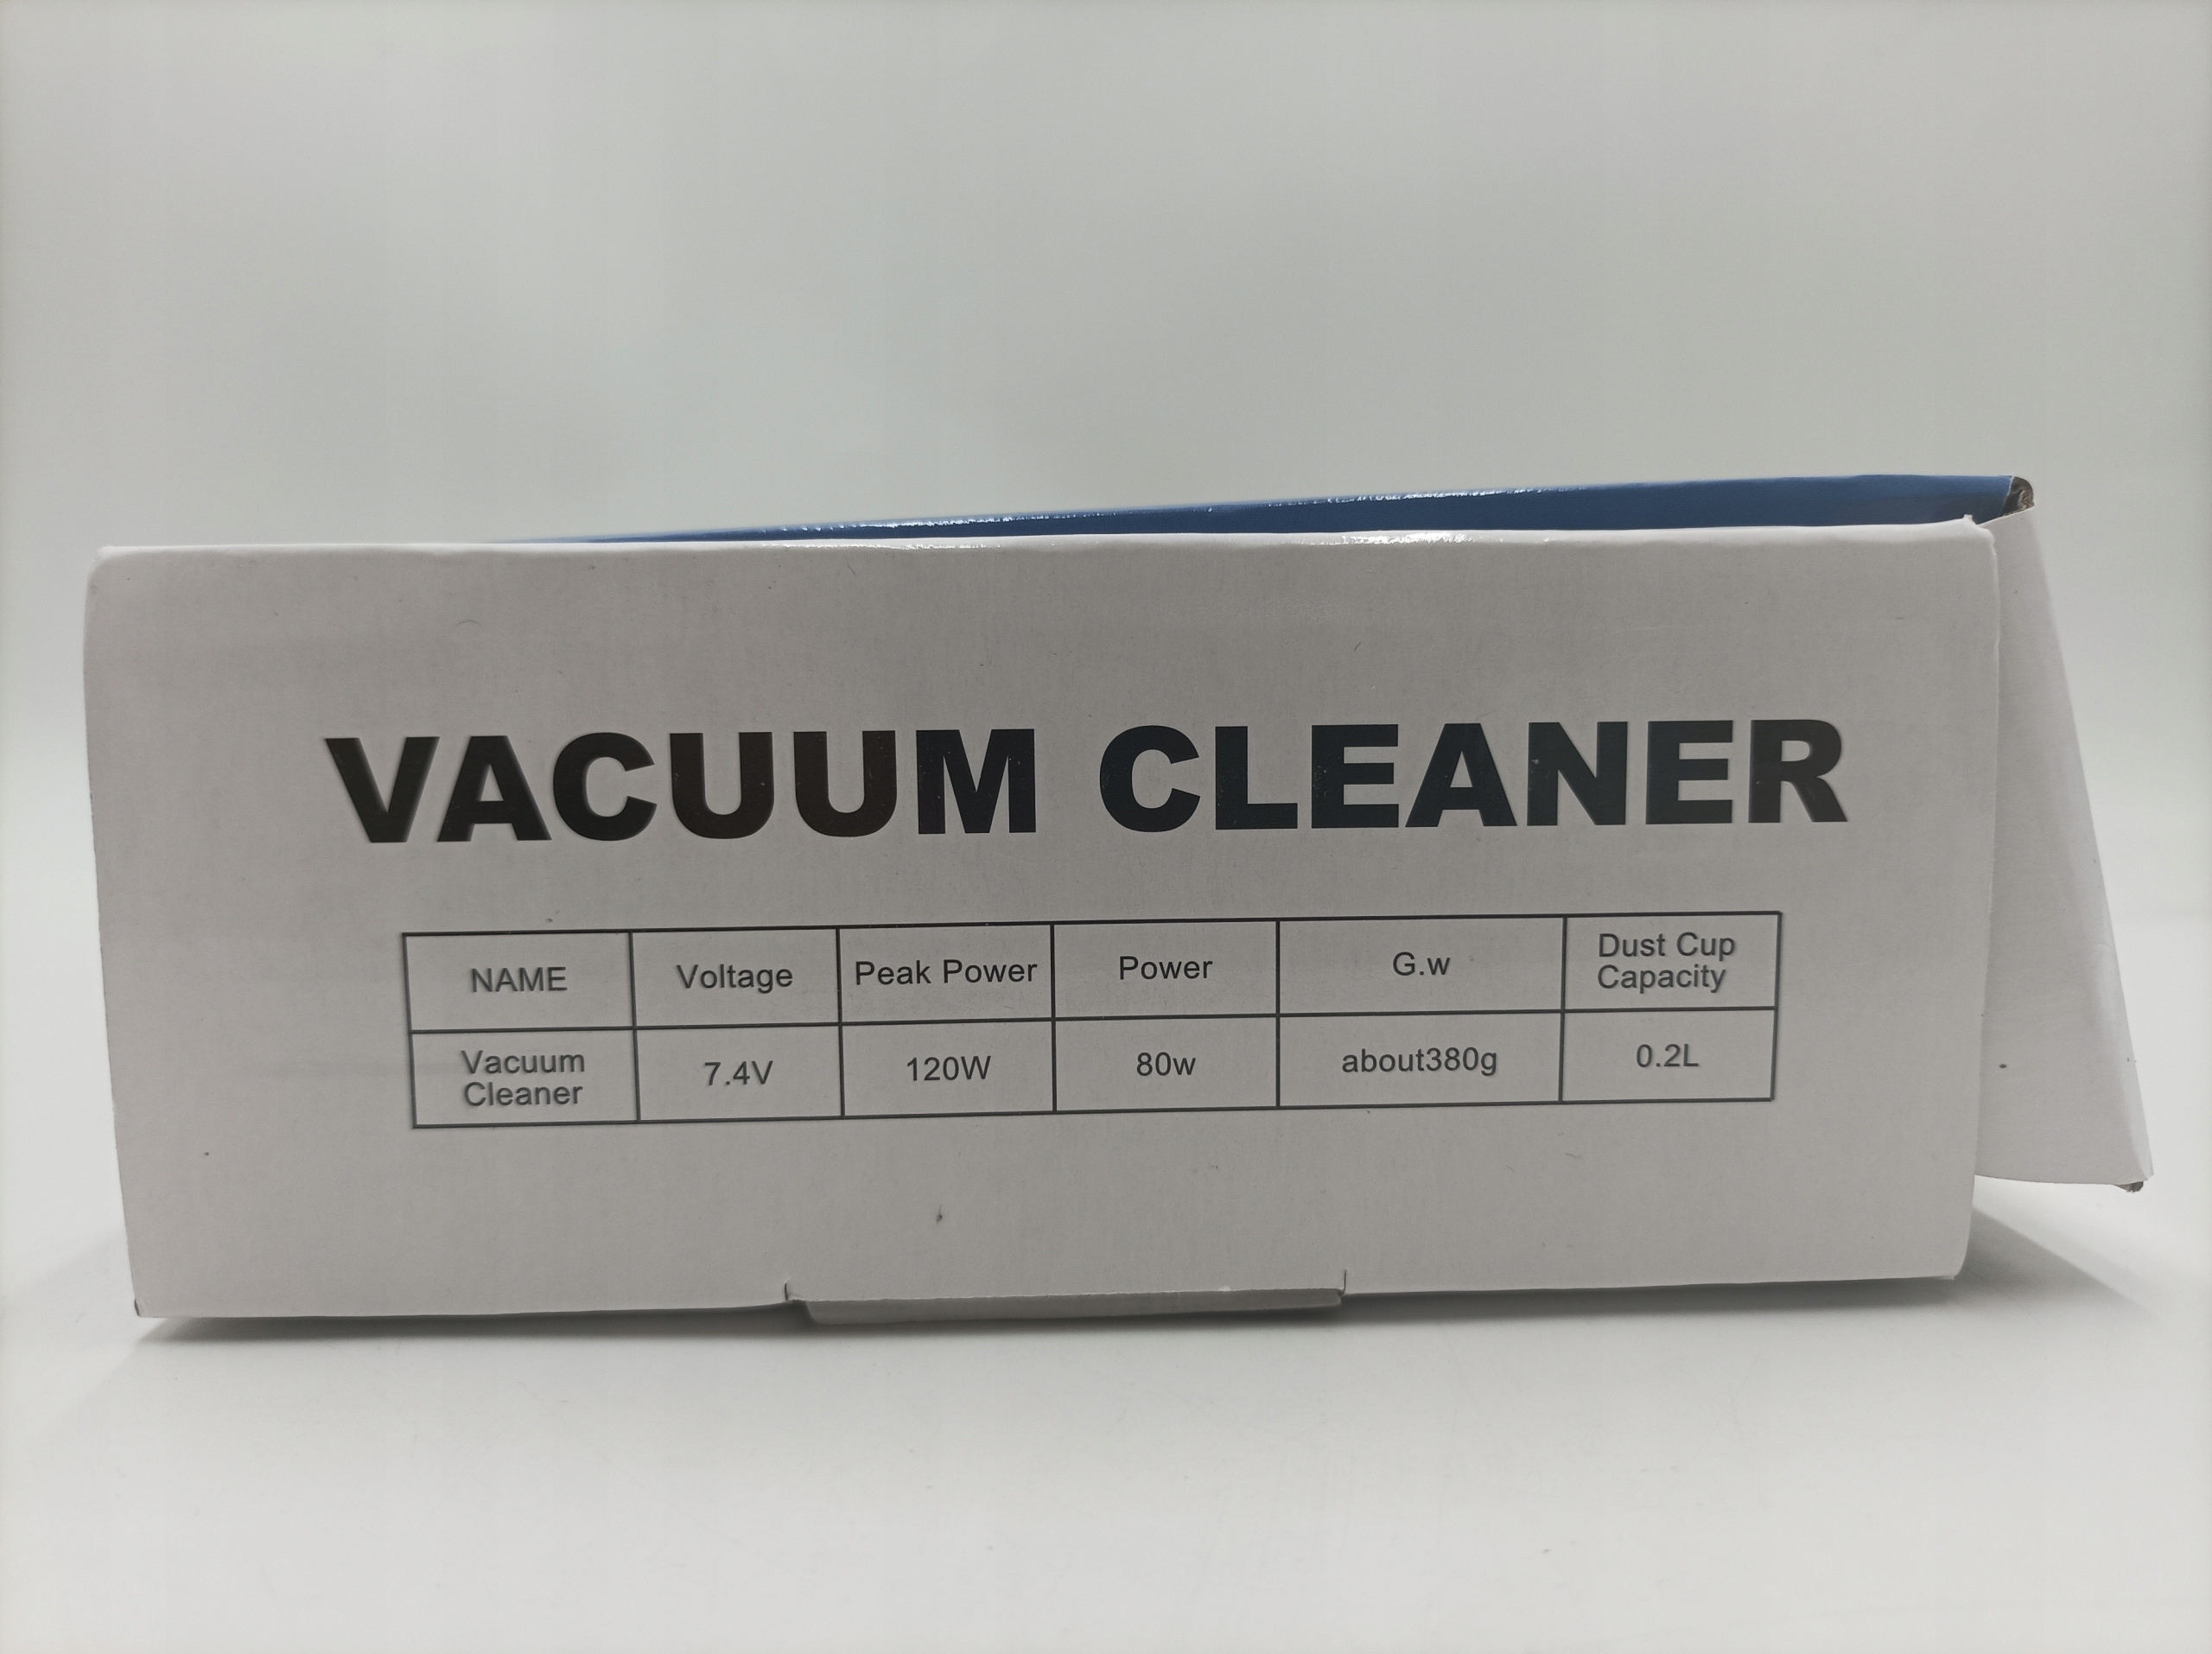 VACUUM CLEANER
NAME Voltage Peak Power Power G.w Dust Cup Capacity
Vacuum Cleaner 7.4V 120W 80w about380g 0.2L